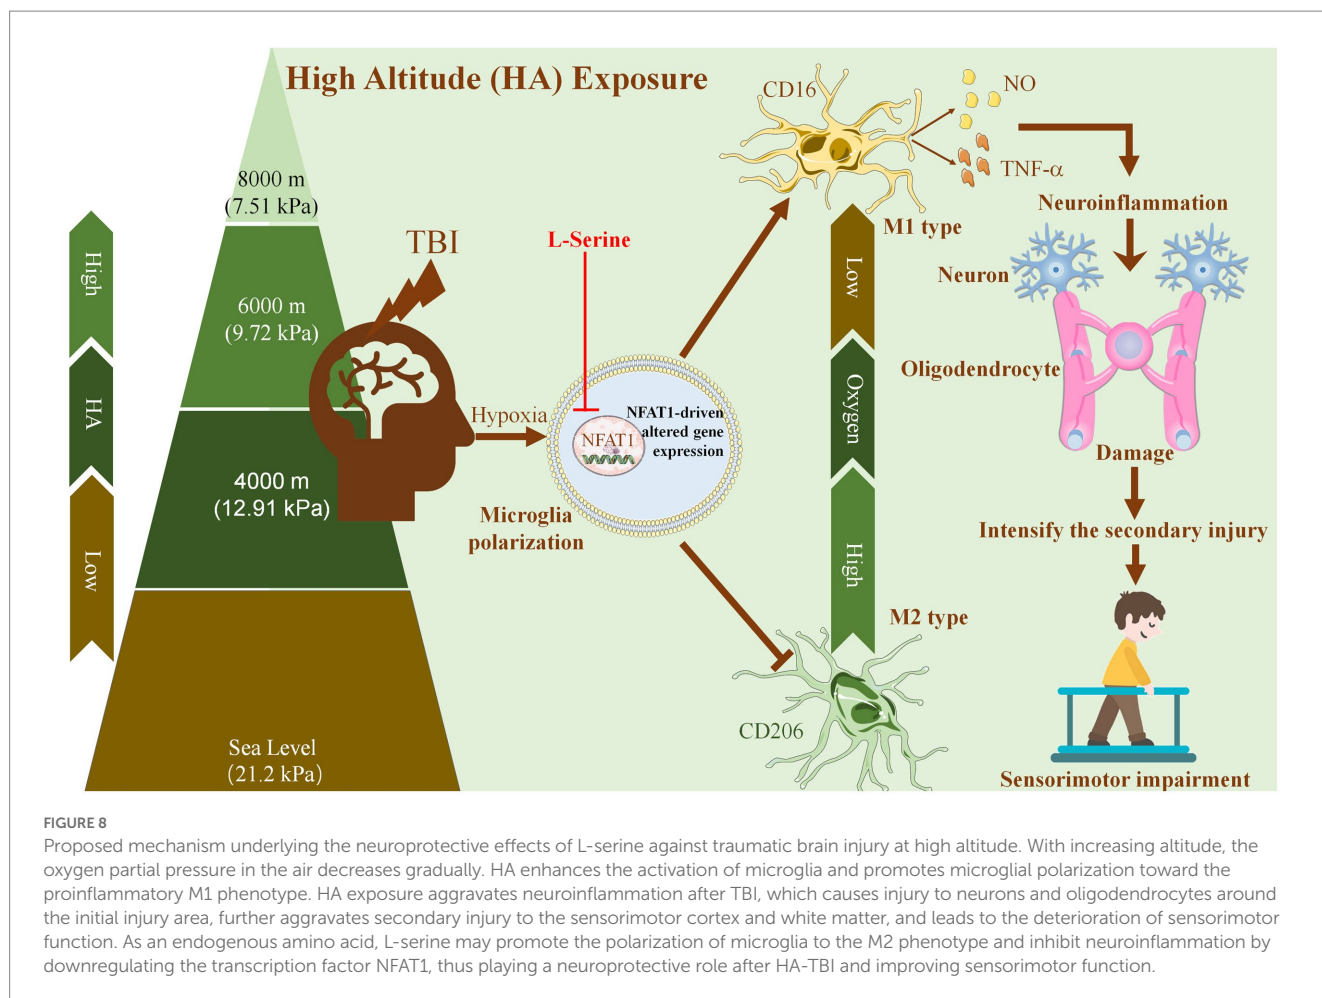 High Altitude (HA) Exposure
8000 m
(7.51 kPa)
6000 m
(9.72 kPa)
4000 m
(12.91 kPa)
Sea Level
(21.2 kPa)
High
HA
Low
TBI
Hypoxia
L-Serine
NFAT1
NFAT1-driven
altered gene
expression
Microglia
polarization
CD16
NO
TNF-α
M1 type
Low
Oxygen
High
M2 type
CD206
Neuroinflammation
Neuron
Oligodendrocyte
Damage
Intensify the secondary injury
Sensorimotor impairment
FIGURE 8
Proposed mechanism underlying the neuroprotective effects of L-serine against traumatic brain injury at high altitude. With increasing altitude, the
oxygen partial pressure in the air decreases gradually. HA enhances the activation of microglia and promotes microglial polarization toward the
proinflammatory M1 phenotype. HA exposure aggravates neuroinflammation after TBI, which causes injury to neurons and oligodendrocytes around
the initial injury area, further aggravates secondary injury to the sensorimotor cortex and white matter, and leads to the deterioration of sensorimotor
function. As an endogenous amino acid, L-serine may promote the polarization of microglia to the M2 phenotype and inhibit neuroinflammation by
downregulating the transcription factor NFAT1, thus playing a neuroprotective role after HA-TBI and improving sensorimotor function.